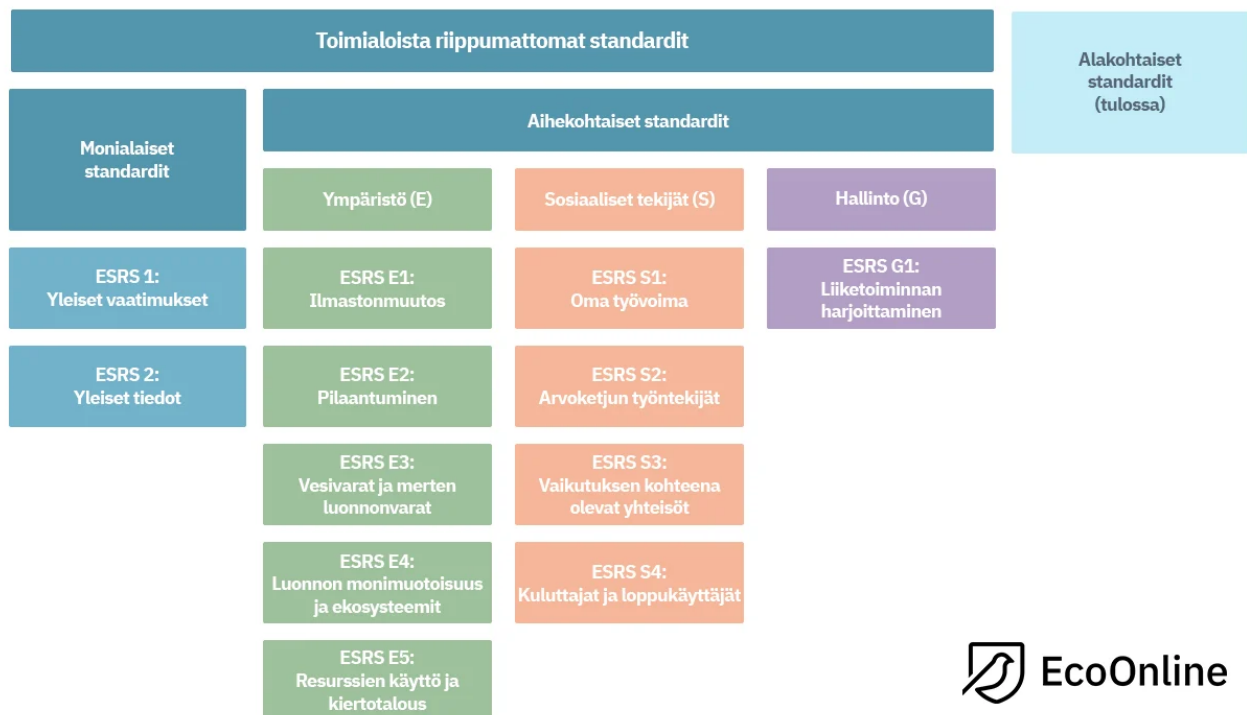 Toimialoista riippumattomat standardit
Alakohtaiset
standardit
(tulossa)
Monialaiset
standardit
Aihekohtaiset standardit
Ympäristö (E)
Sosiaaliset tekijät (S)
Hallinto (G)
ESRS 1:
Yleiset vaatimukset
ESRS E1:
Ilmastonmuutos
ESRS S1:
Oma työvoima
ESRS G1:
Liiketoiminnan
harjoittaminen
ESRS 2:
Yleiset tiedot
ESRS E2:
Pilaantuminen
ESRS S2:
Arvoketjun työntekijät
ESRS E3:
Vesivarat ja merten
luonnonvarat
ESRS S3:
Vaikutuksen kohteena
olevat yhteisöt
ESRS E4:
Luonnon monimuotoisuus
ja ekosysteemit
ESRS S4:
Kuluttajat ja loppukäyttäjät
ESRS E5:
Resurssien käyttö ja
kiertotalous
EcoOnline